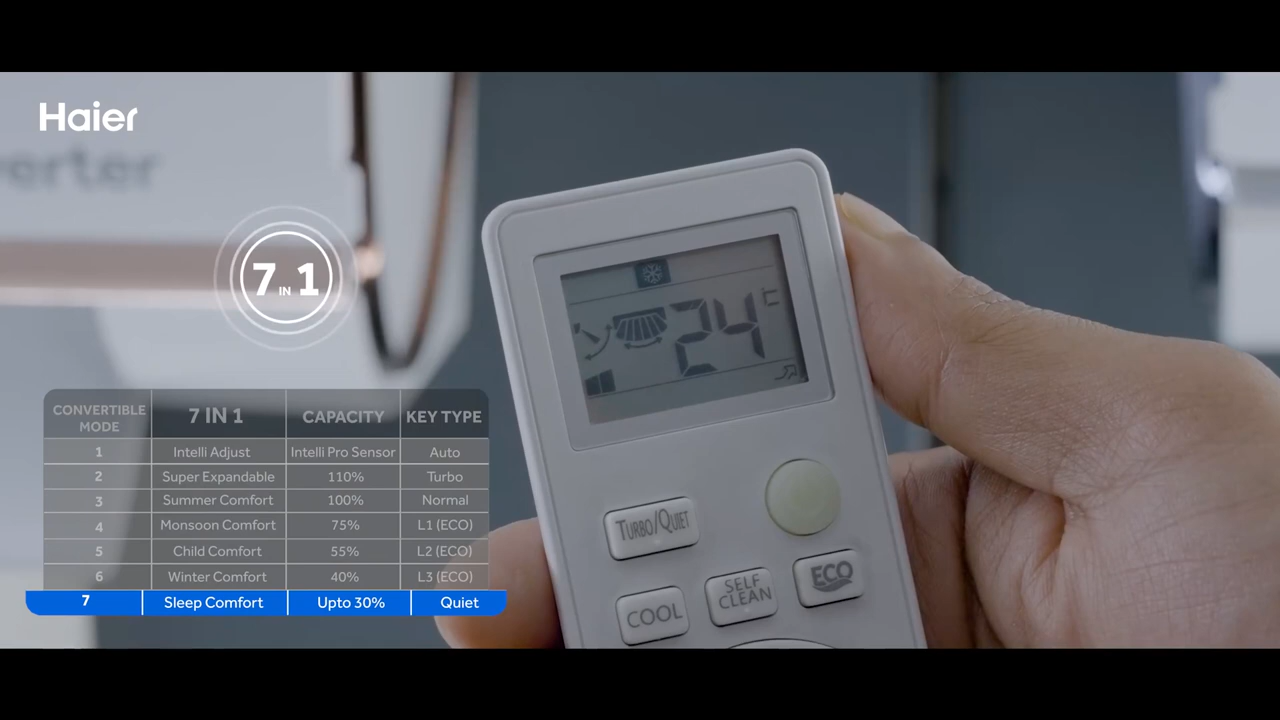 Haier
erter
7 IN 1
CONVERTIBLE MODE 7 IN 1 CAPACITY KEY TYPE
1 Intelli Adjust Intelli Pro Sensor Auto
2 Super Expandable 110% Turbo
3 Summer Comfort 100% Normal
4 Monsoon Comfort 75% L1 (ECO)
5 Child Comfort 55% L2 (ECO)
6 Winter Comfort 40% L3 (ECO)
7 Sleep Comfort Upto 30% Quiet
24 °C
TURBO/QUIET
COOL
SELF CLEAN
ECO